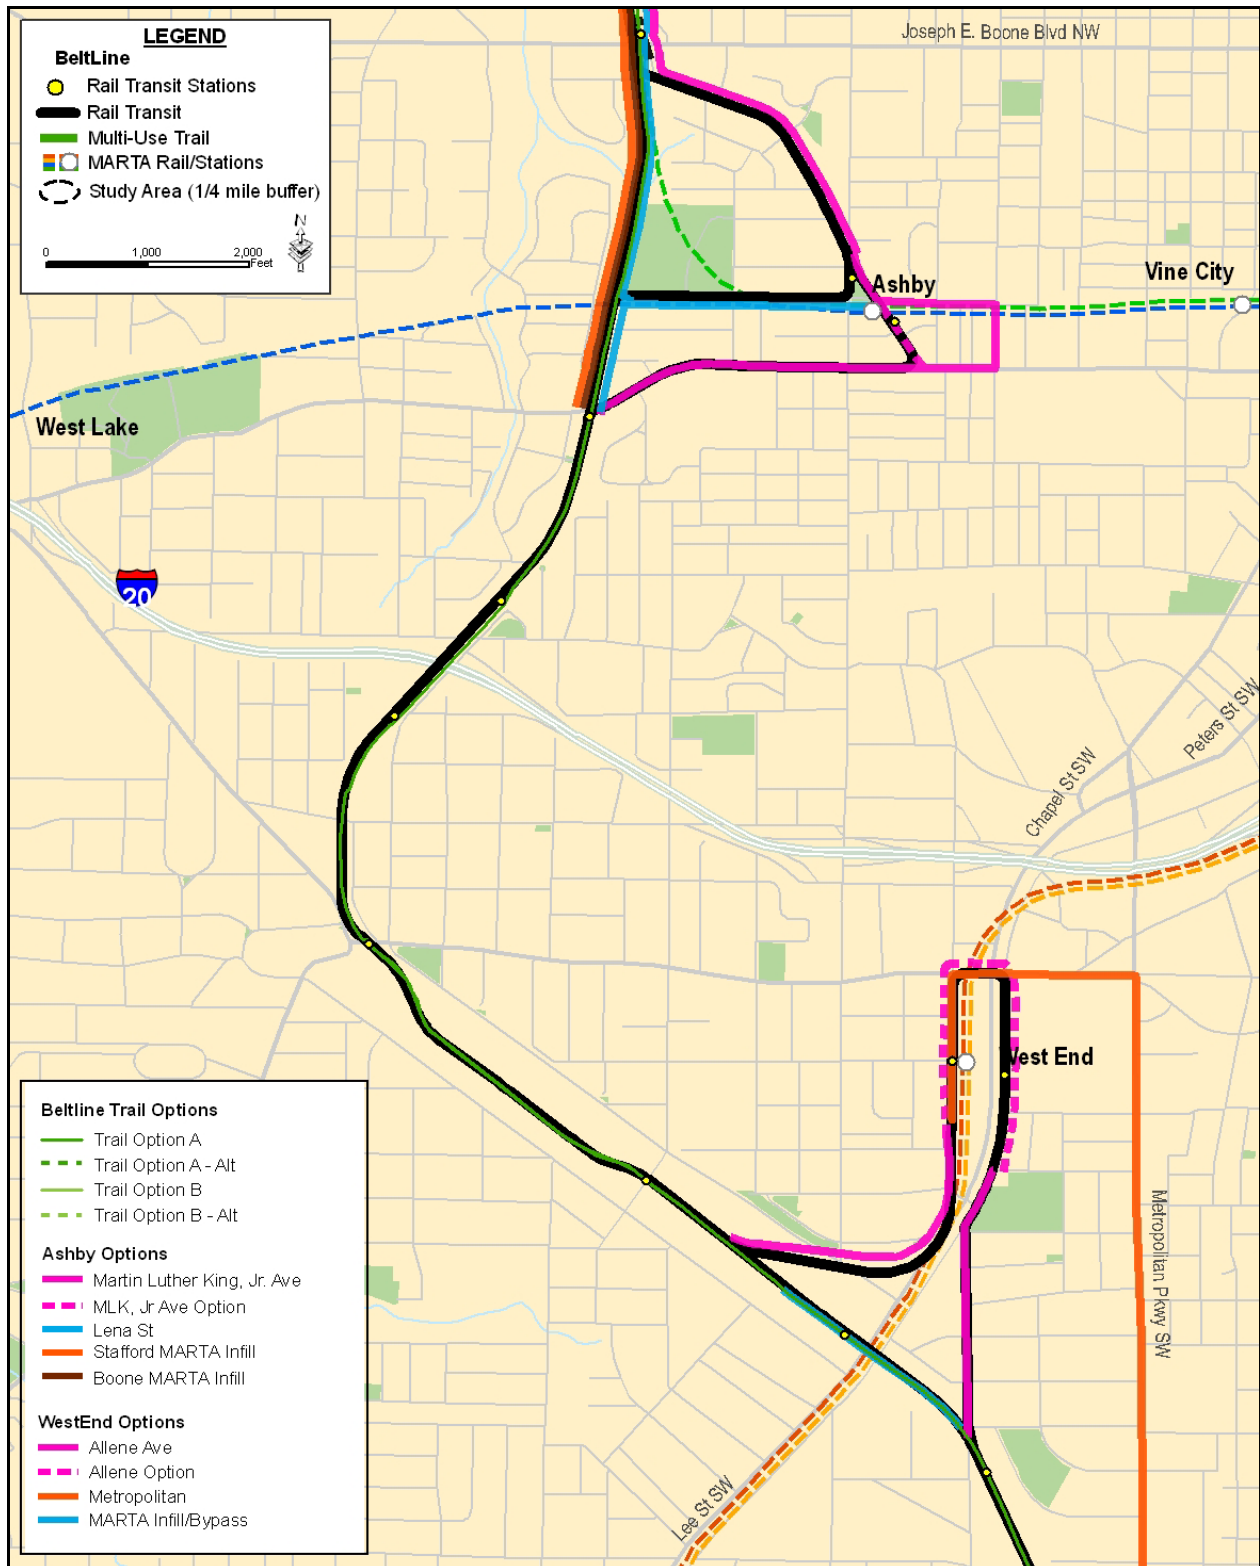 LEGEND
BeltLine
Rail Transit Stations
Rail Transit
Multi-Use Trail
MARTA Rail/Stations
Study Area (1/4 mile buffer)
N
0 1,000 2,000
Feet
Joseph E. Boone Blvd NW
Ashby
Vine City
West Lake
20
Peters St SW
Chapel St SW
West End
Metropolitan Pkwy SW
Lee St SW
Beltline Trail Options
Trail Option A
Trail Option A - Alt
Trail Option B
Trail Option B - Alt
Ashby Options
Martin Luther King, Jr. Ave
MLK, Jr Ave Option
Lena St
Stafford MARTA Infill
Boone MARTA Infill
WestEnd Options
Allene Ave
Allene Option
Metropolitan
MARTA Infill/Bypass